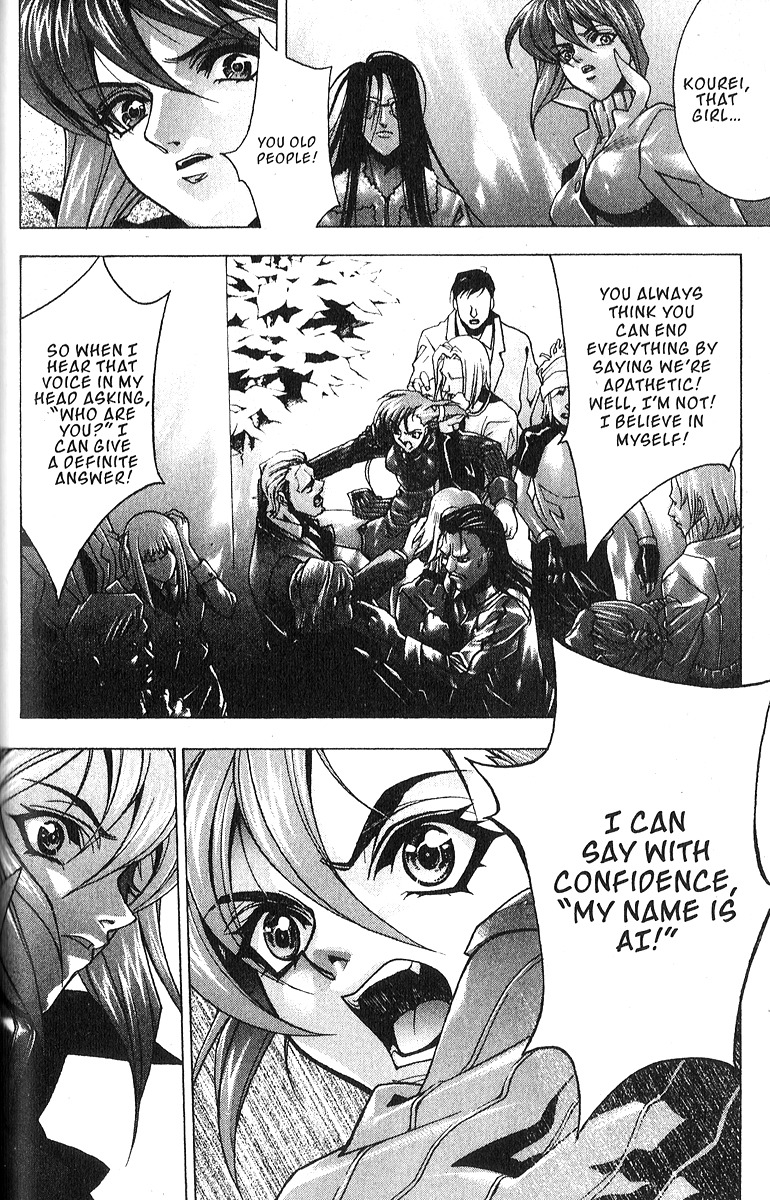 KOUREI,
THAT
GIRL...
YOU OLD
PEOPLE!
YOU ALWAYS
THINK YOU
CAN END
EVERYTHING BY
SAYING WE'RE
APATHETIC!
WELL, I'M NOT!
I BELIEVE IN
MYSELF!
SO WHEN I
HEAR THAT
VOICE IN MY
HEAD ASKING,
"WHO ARE
YOU?" I
CAN GIVE
A DEFINITE
ANSWER!
I CAN
SAY WITH
CONFIDENCE,
"MY NAME IS
AI!"